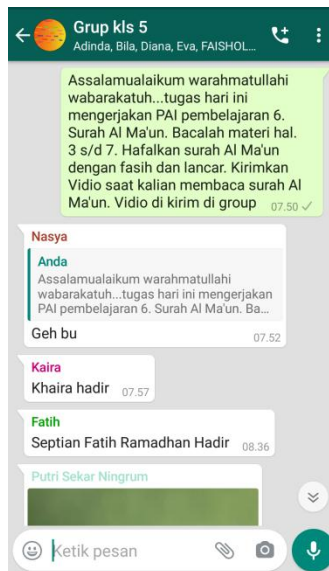 Grup kls 5
Adinda, Bila, Diana, Eva, FAISHOL...
Assalamualaikum warahmatullahi
wabarakatuh...tugas hari ini
mengerjakan PAI pembelajaran 6.
Surah Al Ma'un. Bacalah materi hal.
3 s/d 7. Hafalkan surah Al Ma'un
dengan fasih dan lancar. Kirimkan
Vidio saat kalian membaca surah Al
Ma'un. Vidio di kirim di group 07.50
Nasya
Anda
Assalamualaikum warahmatullahi
wabarakatuh...tugas hari ini mengerjakan
PAI pembelajaran 6. Surah Al Ma'un. Ba...
Geh bu 07.52
Kaira
Khaira hadir 07.57
Fatih
Septian Fatih Ramadhan Hadir 08.36
Putri Sekar Ningrum
Ketik pesan